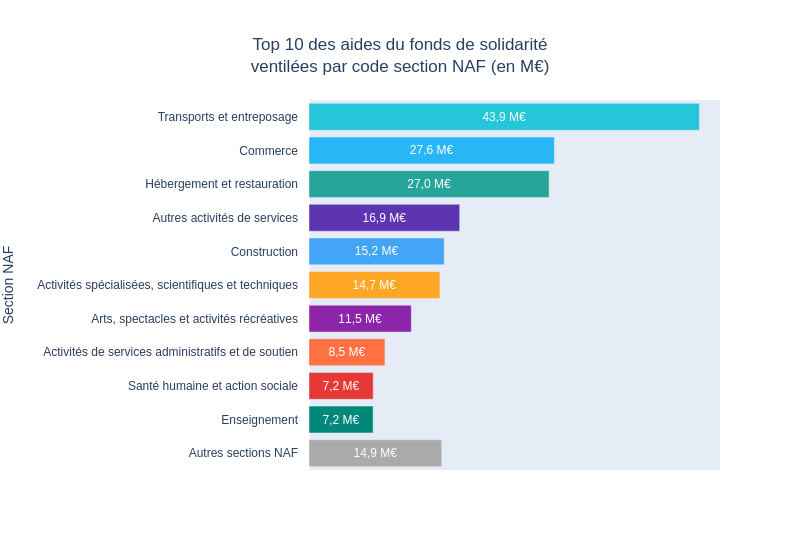 Top 10 des aides du fonds de solidarité
ventilées par code section NAF (en M€)
Section NAF
Transports et entreposage 43,9 M€
Commerce 27,6 M€
Hébergement et restauration 27,0 M€
Autres activités de services 16,9 M€
Construction 15,2 M€
Activités spécialisées, scientifiques et techniques 14,7 M€
Arts, spectacles et activités récréatives 11,5 M€
Activités de services administratifs et de soutien 8,5 M€
Santé humaine et action sociale 7,2 M€
Enseignement 7,2 M€
Autres sections NAF 14,9 M€